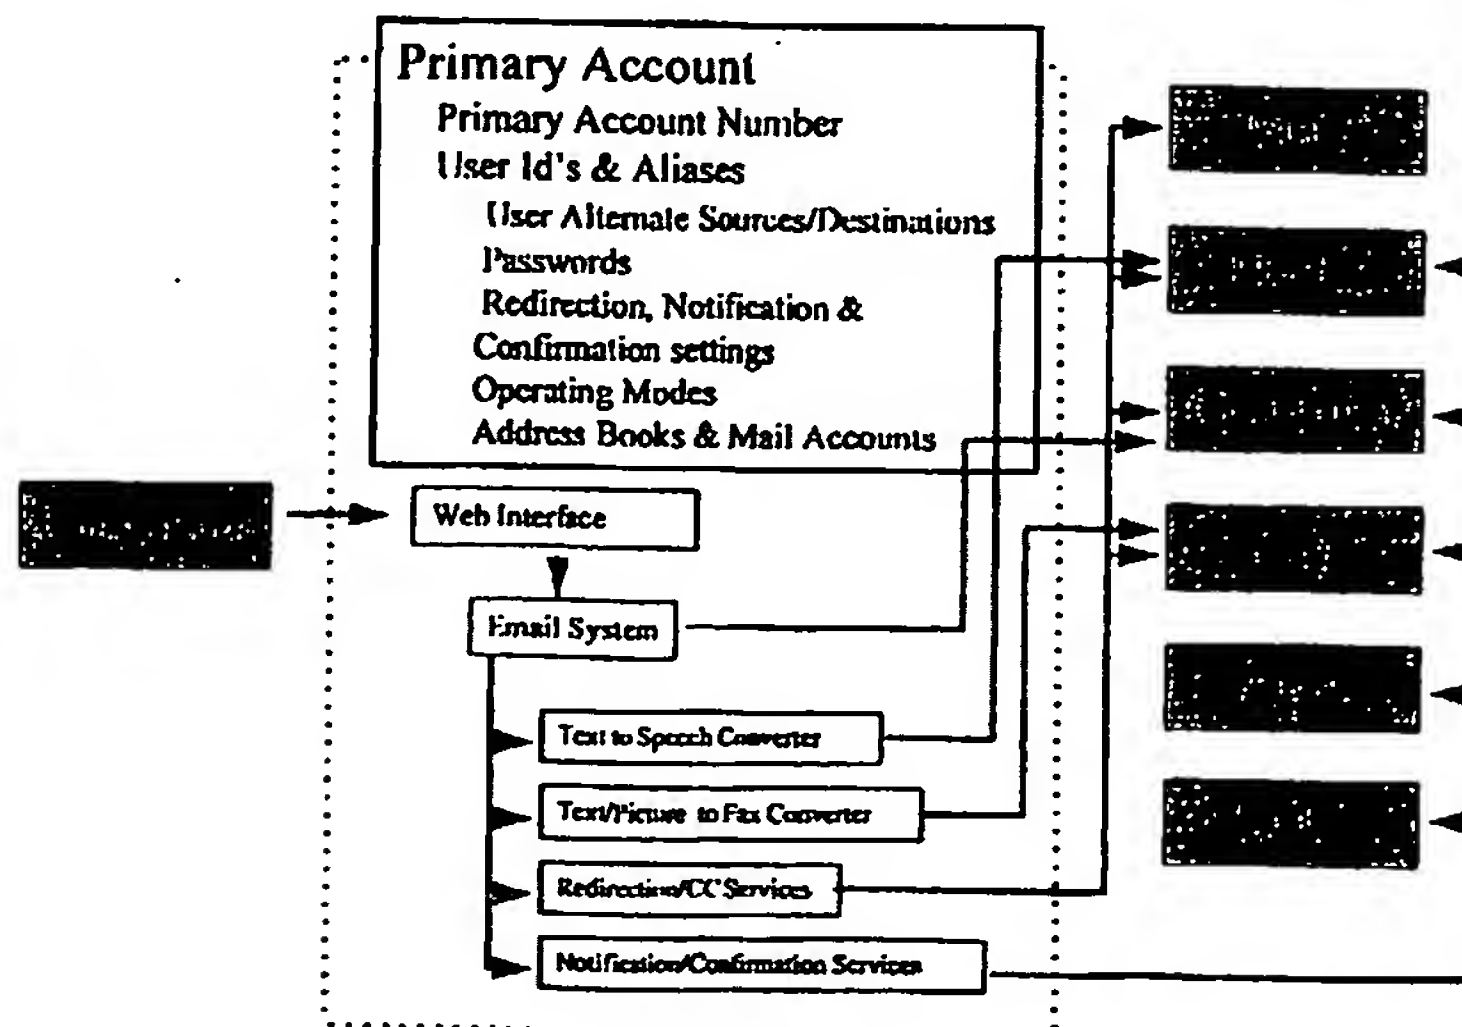 Primary Account
Primary Account Number
User Id's & Aliases
User Alternate Sources/Destinations
Passwords
Redirection, Notification &
Confirmation settings
Operating Modes
Address Books & Mail Accounts
Web Interface
Email System
Text to Speech Converter
Text/Picture to Fax Converter
Redirection/CC Services
Notification/Confirmation Services